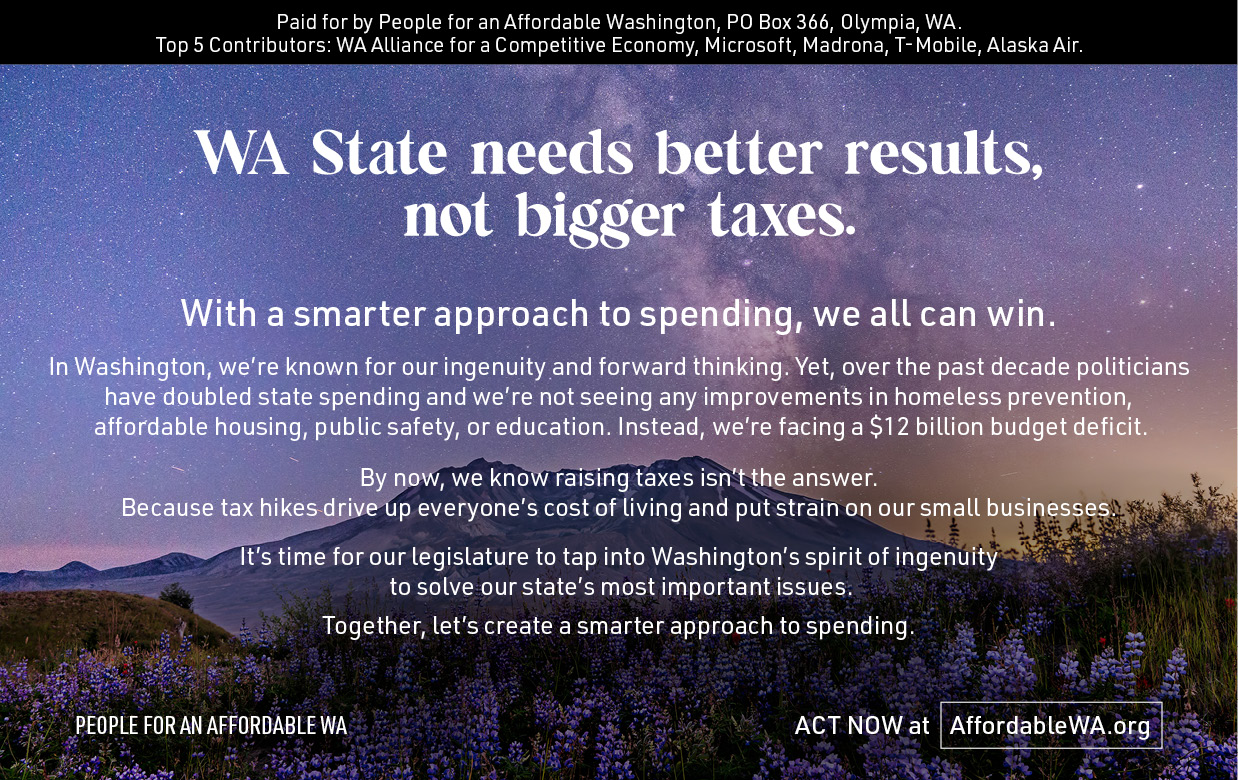 Paid for by People for an Affordable Washington, PO Box 366, Olympia, WA.
Top 5 Contributors: WA Alliance for a Competitive Economy, Microsoft, Madrona, T-Mobile, Alaska Air.
WA State needs better results,
not bigger taxes.
With a smarter approach to spending, we all can win.
In Washington, we're known for our ingenuity and forward thinking. Yet, over the past decade politicians
have doubled state spending and we're not seeing any improvements in homeless prevention,
affordable housing, public safety, or education. Instead, we're facing a $12 billion budget deficit.
By now, we know raising taxes isn't the answer.
Because tax hikes drive up everyone's cost of living and put strain on our small businesses.
It's time for our legislature to tap into Washington's spirit of ingenuity
to solve our state's most important issues.
Together, let's create a smarter approach to spending.
PEOPLE FOR AN AFFORDABLE WA
ACT NOW at AffordableWA.org